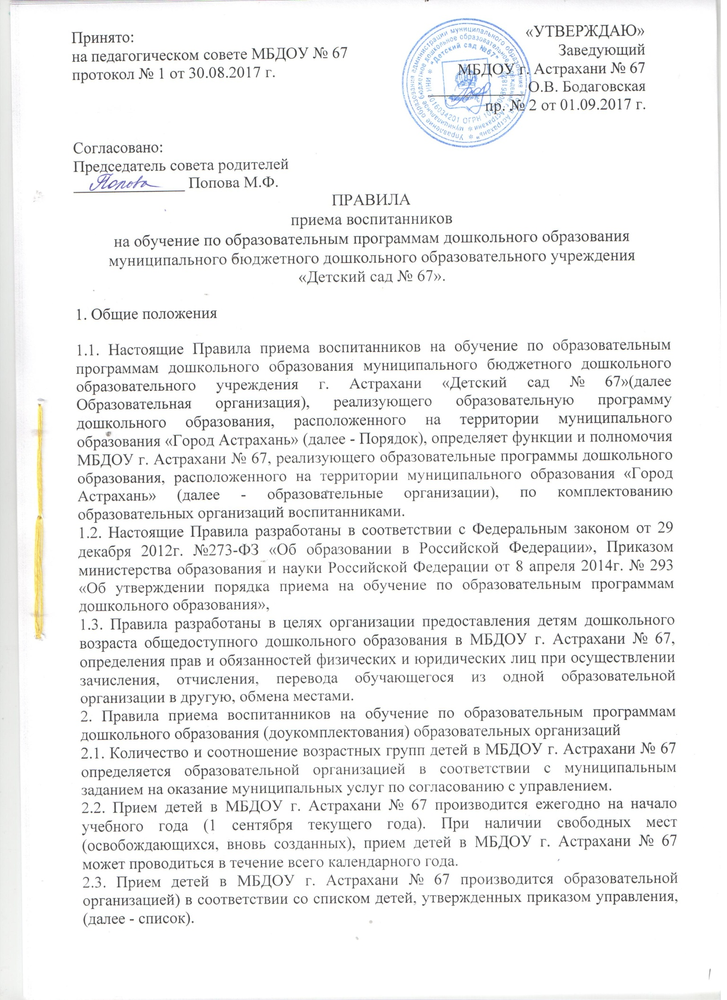 Принято:
на педагогическом совете МБДОУ № 67
протокол № 1 от 30.08.2017 г.
«УТВЕРЖДАЮ»
Заведующий
МБДОУ г. Астрахани № 67
О.В. Бодаговская
пр. № 2 от 01.09.2017 г.
Управление образования администрации муниципального образования "Город Астрахань"
муниципальное бюджетное дошкольное образовательное учреждение г. Астрахани
"Детский сад №67"
ИНН 3016034201 ОГРН
Согласовано:
Председатель совета родителей
Попова Попова М.Ф.
ПРАВИЛА
приема воспитанников
на обучение по образовательным программам дошкольного образования
муниципального бюджетного дошкольного образовательного учреждения
«Детский сад № 67».
1. Общие положения
1.1. Настоящие Правила приема воспитанников на обучение по образовательным
программам дошкольного образования муниципального бюджетного дошкольного
образовательного учреждения г. Астрахани «Детский сад № 67»(далее
Образовательная организация), реализующего образовательную программу
дошкольного образования, расположенного на территории муниципального
образования «Город Астрахань» (далее - Порядок), определяет функции и полномочия
МБДОУ г. Астрахани № 67, реализующего образовательные программы дошкольного
образования, расположенного на территории муниципального образования «Город
Астрахань» (далее - образовательные организации), по комплектованию
образовательных организаций воспитанниками.
1.2. Настоящие Правила разработаны в соответствии с Федеральным законом от 29
декабря 2012г. №273-ФЗ «Об образовании в Российской Федерации», Приказом
министерства образования и науки Российской Федерации от 8 апреля 2014г. № 293
«Об утверждении порядка приема на обучение по образовательным программам
дошкольного образования»,
1.3. Правила разработаны в целях организации предоставления детям дошкольного
возраста общедоступного дошкольного образования в МБДОУ г. Астрахани № 67,
определения прав и обязанностей физических и юридических лиц при осуществлении
зачисления, отчисления, перевода обучающегося из одной образовательной
организации в другую, обмена местами.
2. Правила приема воспитанников на обучение по образовательным программам
дошкольного образования (доукомплектования) образовательных организаций
2.1. Количество и соотношение возрастных групп детей в МБДОУ г. Астрахани № 67
определяется образовательной организацией в соответствии с муниципальным
заданием на оказание муниципальных услуг по согласованию с управлением.
2.2. Прием детей в МБДОУ г. Астрахани № 67 производится ежегодно на начало
учебного года (1 сентября текущего года). При наличии свободных мест
(освобождающихся, вновь созданных), прием детей в МБДОУ г. Астрахани № 67
может проводиться в течение всего календарного года.
2.3. Прием детей в МБДОУ г. Астрахани № 67 производится образовательной
организацией) в соответствии со списком детей, утвержденных приказом управления,
(далее - список).
1